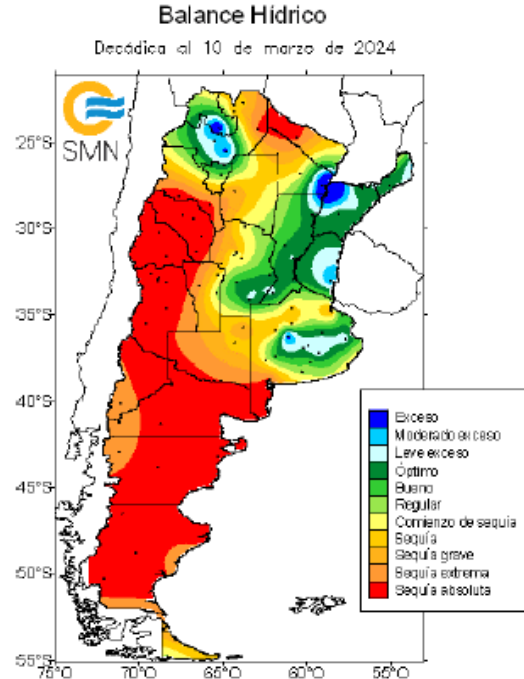 Balance Hídrico
Decádica al 10 de marzo de 2024
SMN
25°S
30°S
35°S
40°S
45°S
50°S
55°S
75°O
70°O
65°O
60°O
55°O
Exceso
Moderado exceso
Leve exceso
Óptimo
Bueno
Regular
Comienzo de sequía
Sequía
Sequía grave
Sequía extrema
Sequía absoluta